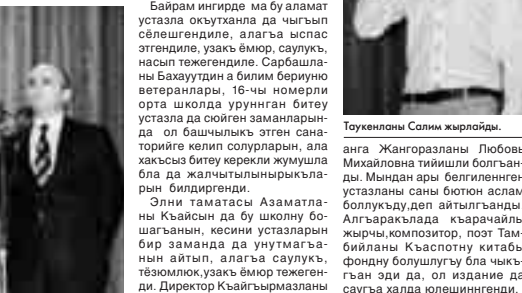 Байрам ингирде ма бу аламат
устазла окъутханла да чыгъып
сёлешгендиле, алагъа ыспас
этгендиле, узакъ ёмюр, саулукъ,
насып тежегендиле. Сарбашла-
ны Бахауутдин а билим бериуню
ветеранлары, 16-чы номерли
орта школда уруннган битеу
устазла да сюйген заманларын-
да ол башчылыкъ этген сана-
торийге келип солурларын, ала
хакъсыз битеу керекли жумушла
бла да жалчытылынырыкъла-
рын билдиргенди.
Элни таматасы Азаматла-
ны Къайсын да бу школну бо-
шагъанын, кесини устазларын
бир заманда да унутмагъа-
нын айтып, алагъа саулукъ,
тёзюмлюк,узакъ ёмюр тежеген-
ди. Директор Къайгъырмазланы
Таукенланы Салим жырлайды.
анга Жангоразланы Любовь
Михайловна тийишли болгъан-
ды. Мындан ары белгиленнген
устазланы саны бютюн аслам
боллукъду,деп айтылгъанды.
Алгъаракълада къарачайлы
жырчы,композитор, поэт Там-
бийланы Къаспотну китабы
фондну болушлугъу бла чыкъ-
гъан эди да, ол издание да
саугъа халда юлешиннгенди.